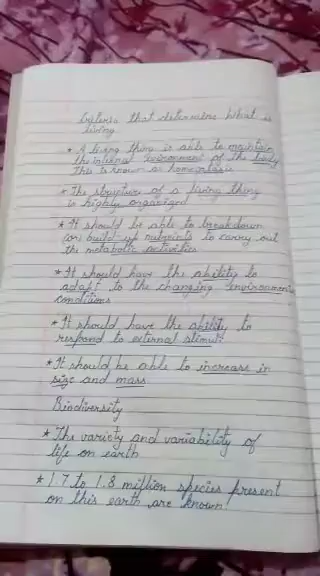 Criteria that determine What is
living
* A living thing is able to maintain
the internal environment of the body
This is known as homeostasis
* The structure of a living thing
is highly organized
* It should be able to breakdown
(or) build-up nutrients to carry out
the metabolic activities
* It should have the ability to
adapt to the changing environmental
conditions
* It should have the ability to
respond to external stimuli
* It should be able to increase in
size and mass
Biodiversity
* The variety and variability of
life on earth
* 1.7 to 1.8 million species present
on this earth are known